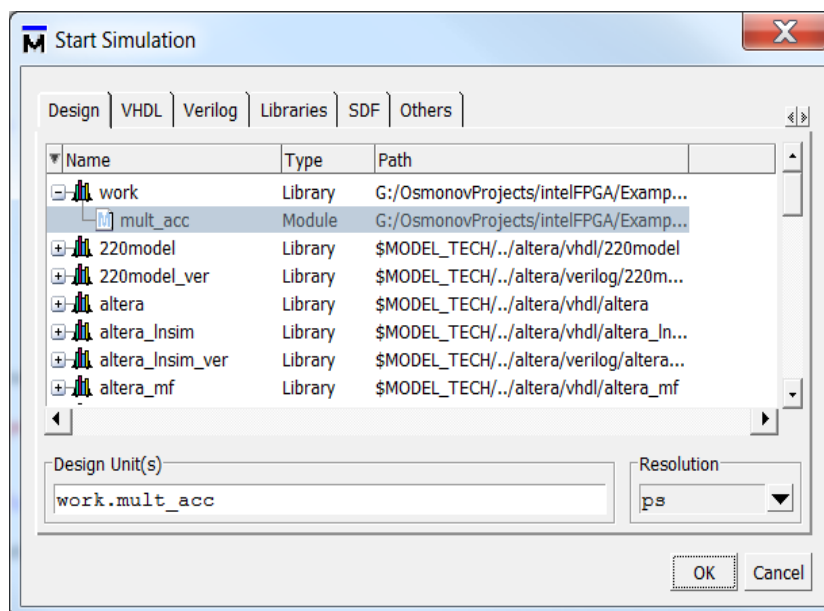 Start Simulation
Design VHDL Verilog Libraries SDF Others
Name Type Path
work Library G:/OsmonovProjects/intelFPGA/Examp...
mult_acc Module G:/OsmonovProjects/intelFPGA/Examp...
220model Library $MODEL_TECH/../altera/vhdl/220model
220model_ver Library $MODEL_TECH/../altera/verilog/220m...
altera Library $MODEL_TECH/../altera/vhdl/altera
altera_lnsim Library $MODEL_TECH/../altera/vhdl/altera_ln...
altera_lnsim_ver Library $MODEL_TECH/../altera/verilog/altera...
altera_mf Library $MODEL_TECH/../altera/vhdl/altera_mf
Design Unit(s) Resolution
work.mult_acc ps
OK Cancel